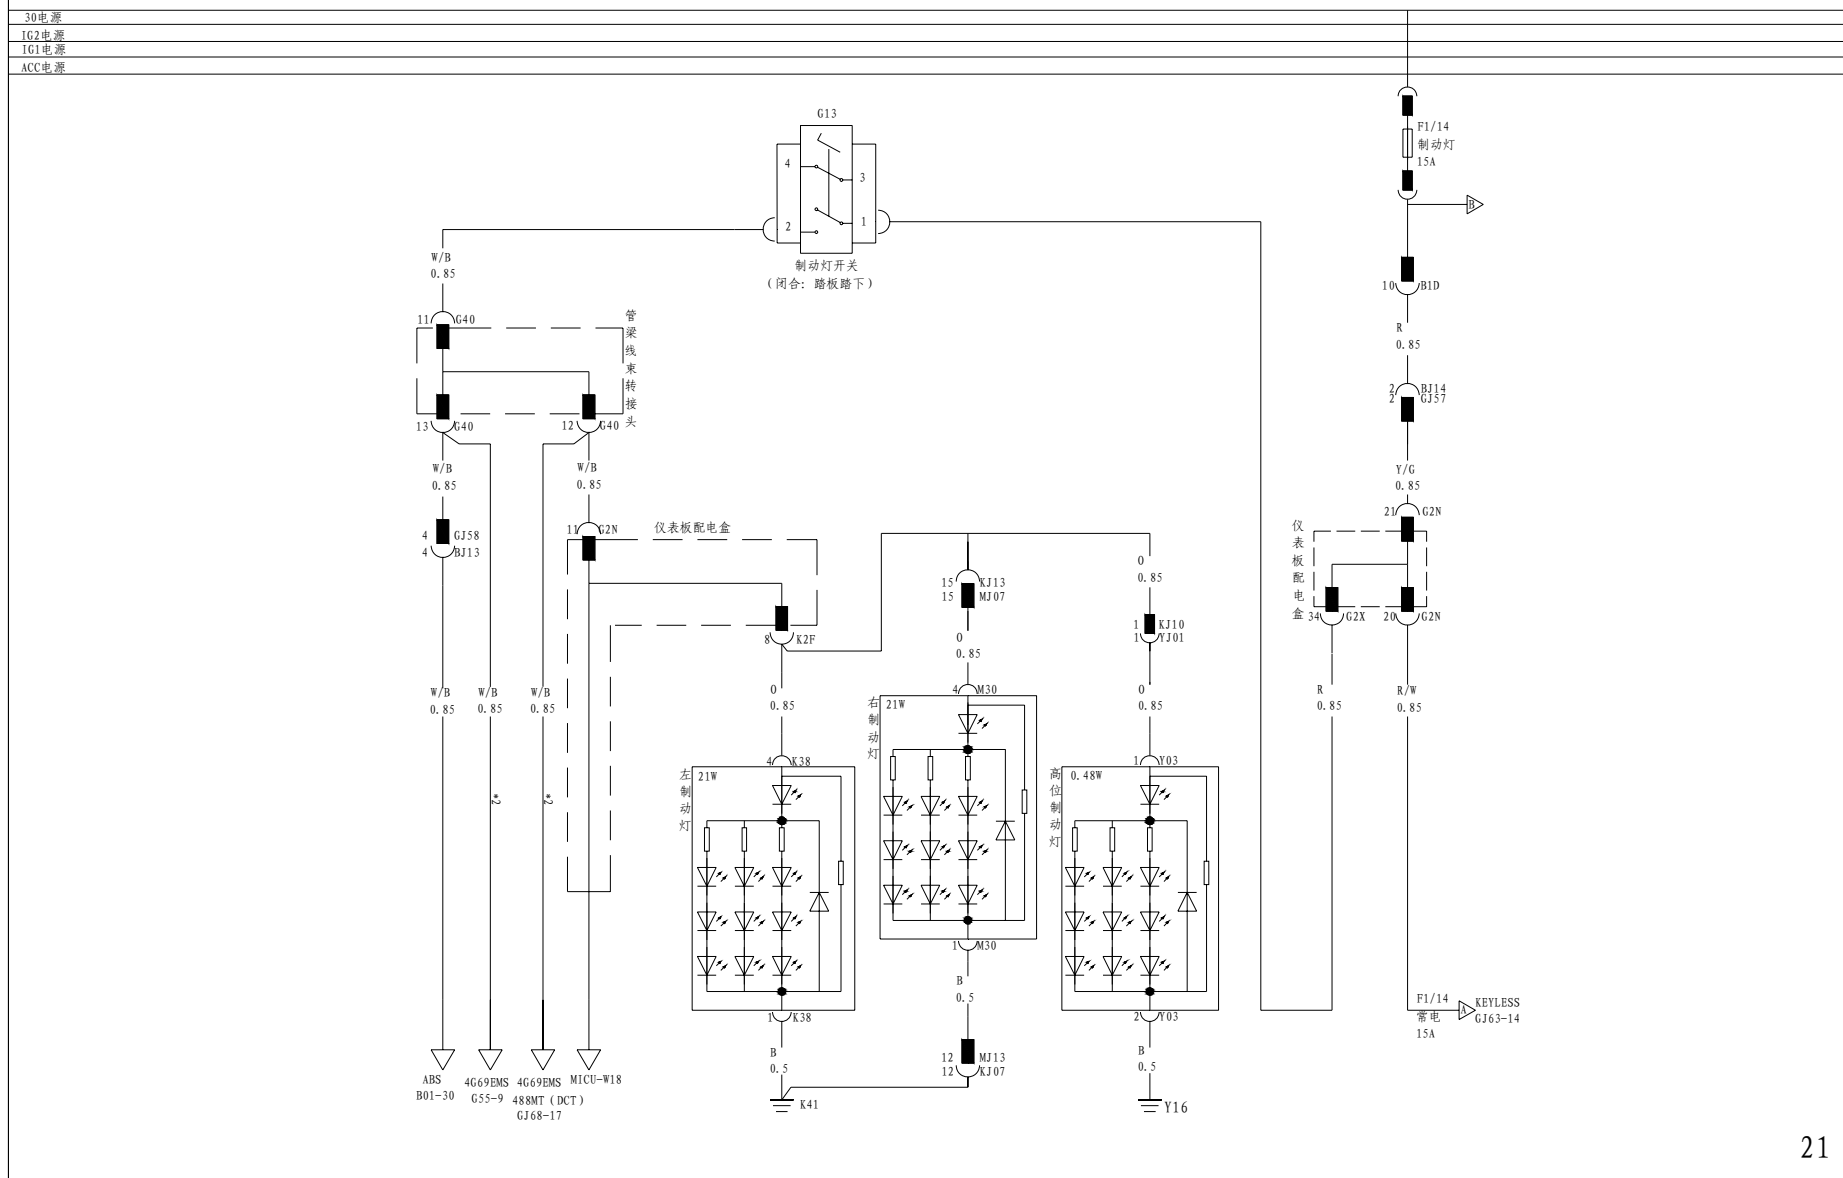 30电源
IG2电源
IG1电源
ACC电源
G13
4
3
2
1
制动灯开关
(闭合: 踏板踏下)
F1/14
制动灯
15A
B
10 B1D
R
0.85
2 BJ14
2 GJ57
Y/G
0.85
21 G2N
仪表板配电盒
34 G2X
20 G2N
R
0.85
R/W
0.85
F1/14
常电
15A
A
KEYLESS
GJ63-14
W/B
0.85
11 G40
管梁线束转接头
13 G40
12 G40
W/B
0.85
W/B
0.85
4 GJ58
4 BJ13
11 G2N
仪表板配电盒
8 K2F
W/B
0.85
W/B
0.85
W/B
0.85
*2
*2
O
0.85
15 KJ13
15 MJ07
O
0.85
O
0.85
1 KJ10
1 YJ01
O
0.85
4 K38
左制动灯
21W
1 K38
B
0.5
K41
4 M30
右制动灯
21W
1 M30
B
0.5
12 MJ13
12 KJ07
1 Y03
高位制动灯
0.48W
2 Y03
B
0.5
Y16
ABS
B01-30
4G69EMS
G55-9
4G69EMS
488MT (DCT)
GJ68-17
MICU-W18
21